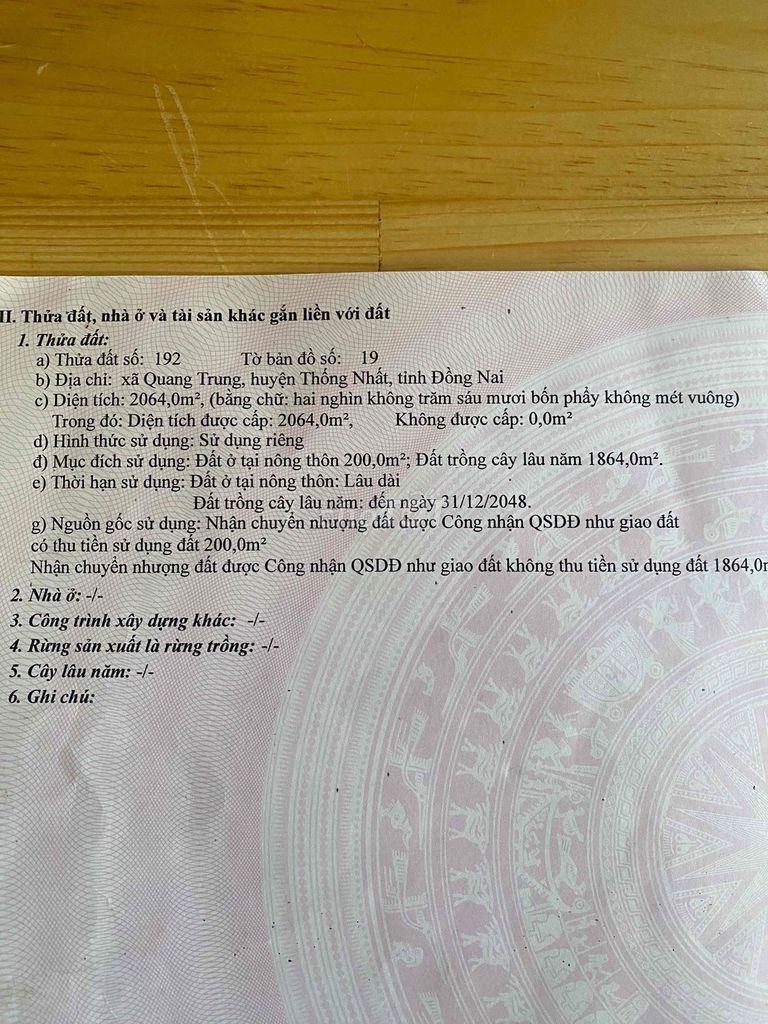 II. Thửa đất, nhà ở và tài sản khác gắn liền với đất
1. Thửa đất:
a) Thửa đất số: 192 Tờ bản đồ số: 19
b) Địa chỉ: xã Quang Trung, huyện Thống Nhất, tỉnh Đồng Nai
c) Diện tích: 2064,0m², (bằng chữ: hai nghìn không trăm sáu mươi bốn phẩy không mét vuông)
Trong đó: Diện tích được cấp: 2064,0m², Không được cấp: 0,0m²
d) Hình thức sử dụng: Sử dụng riêng
đ) Mục đích sử dụng: Đất ở tại nông thôn 200,0m²; Đất trồng cây lâu năm 1864,0m².
e) Thời hạn sử dụng: Đất ở tại nông thôn: Lâu dài
Đất trồng cây lâu năm: đến ngày 31/12/2048.
g) Nguồn gốc sử dụng: Nhận chuyển nhượng đất được Công nhận QSDĐ như giao đất
có thu tiền sử dụng đất 200,0m²
Nhận chuyển nhượng đất được Công nhận QSDĐ như giao đất không thu tiền sử dụng đất 1864,0m
2. Nhà ở: -/-
3. Công trình xây dựng khác: -/-
4. Rừng sản xuất là rừng trồng: -/-
5. Cây lâu năm: -/-
6. Ghi chú: